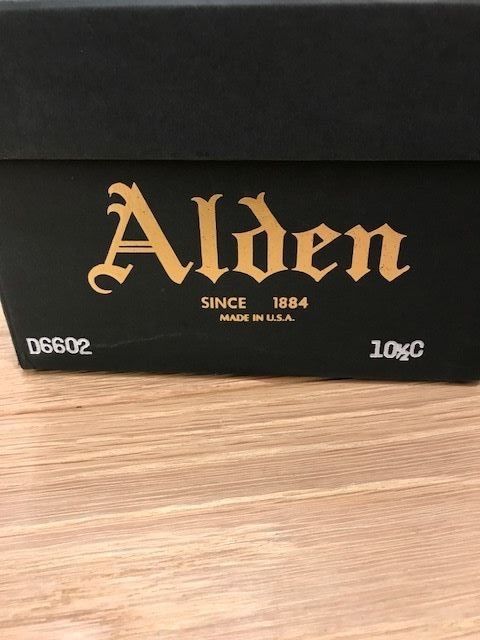 Alden
SINCE 1884
MADE IN U.S.A.
D6602 10½C